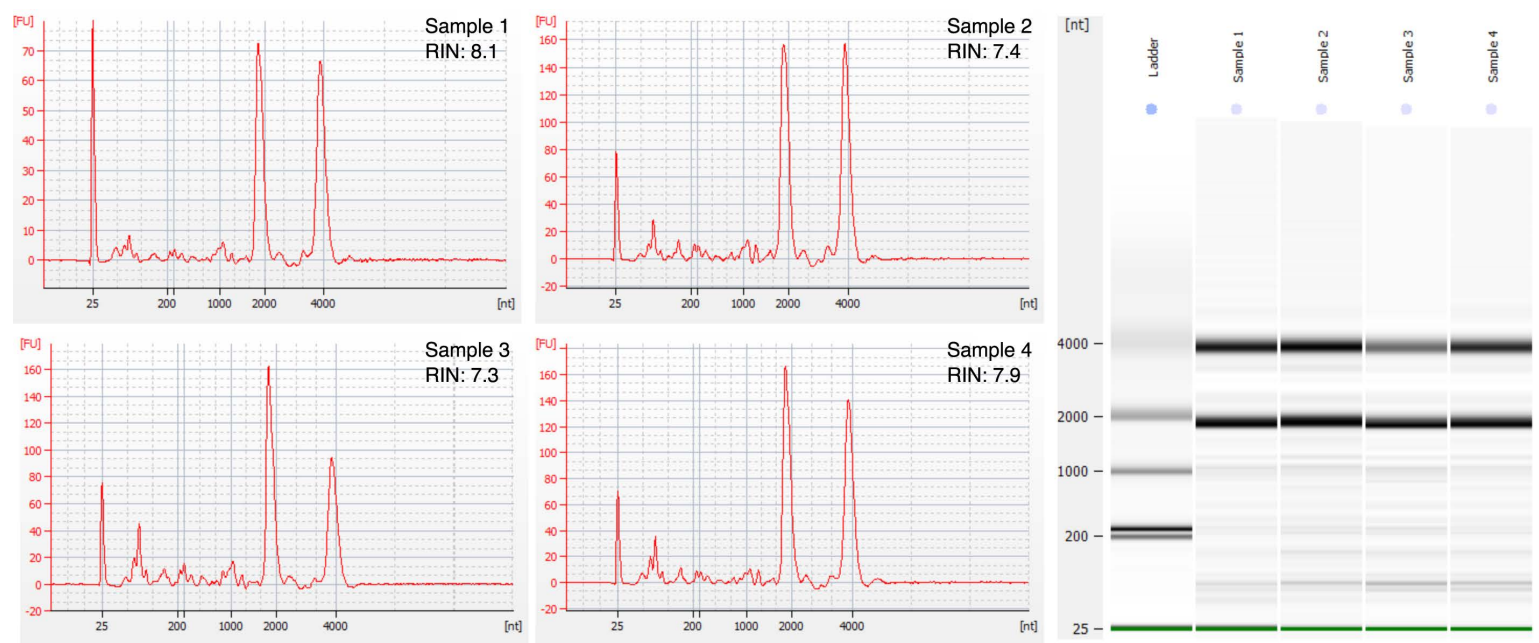 [FU]
Sample 1
RIN: 8.1
70
60
50
40
30
20
10
0
25 200 1000 2000 4000 [nt]
[FU]
Sample 2
RIN: 7.4
160
140
120
100
80
60
40
20
0
-20
25 200 1000 2000 4000 [nt]
[FU]
Sample 3
RIN: 7.3
160
140
120
100
80
60
40
20
0
-20
25 200 1000 2000 4000 [nt]
[FU]
Sample 4
RIN: 7.9
160
140
120
100
80
60
40
20
0
-20
25 200 1000 2000 4000 [nt]
[nt]
Ladder
Sample 1
Sample 2
Sample 3
Sample 4
4000
2000
1000
200
25